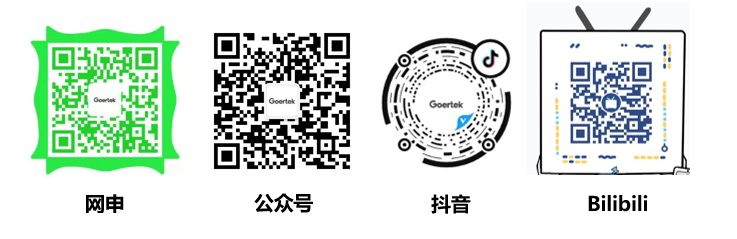 Goertek
Goertek
Goertek
网申
公众号
抖音
Bilibili